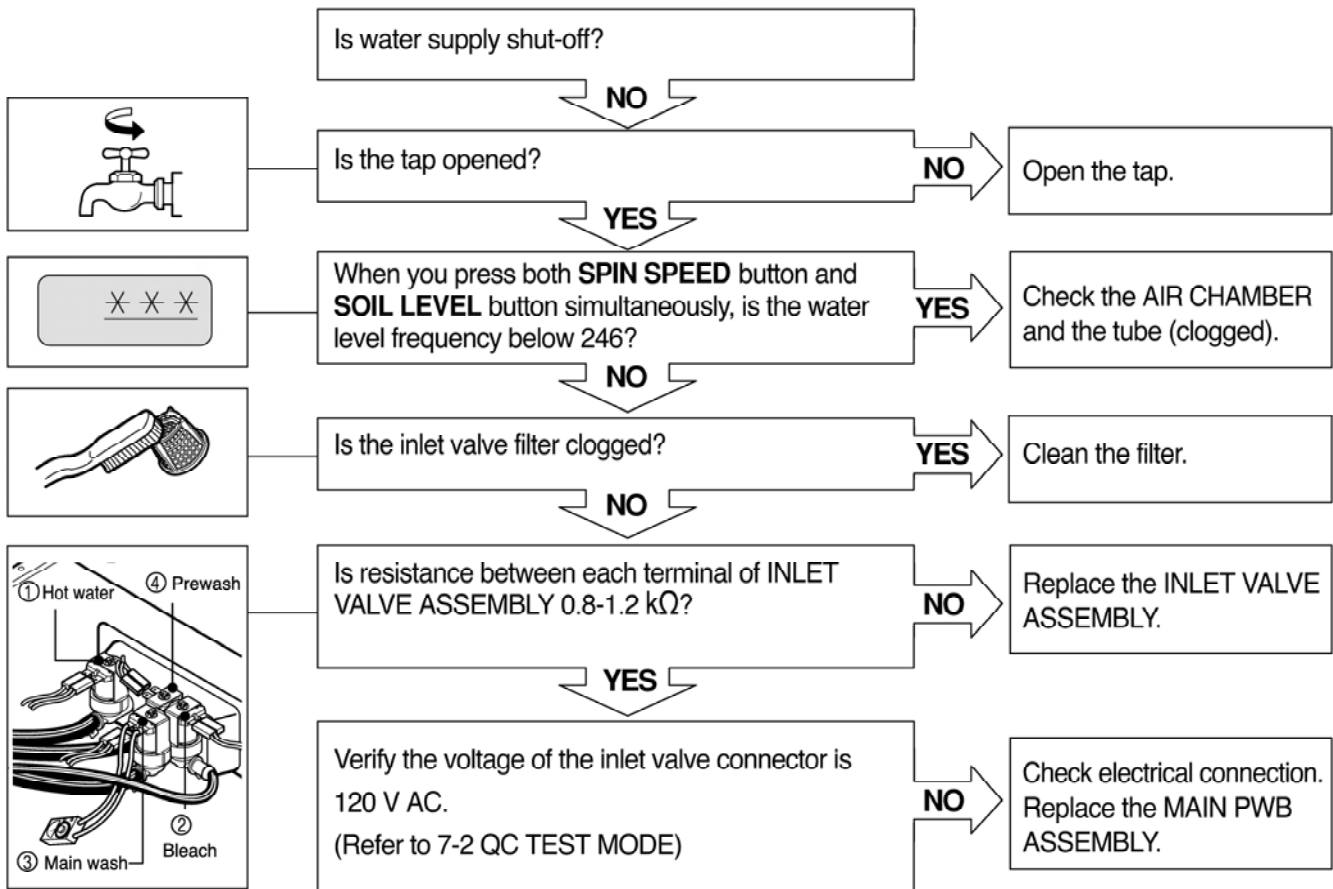 Is water supply shut-off?
NO
Is the tap opened?
NO
Open the tap.
YES
When you press both SPIN SPEED button and
SOIL LEVEL button simultaneously, is the water
level frequency below 246?
YES
Check the AIR CHAMBER
and the tube (clogged).
NO
Is the inlet valve filter clogged?
YES
Clean the filter.
NO
① Hot water
④ Prewash
② 
Bleach
③ Main wash
Is resistance between each terminal of INLET
VALVE ASSEMBLY 0.8-1.2 kΩ?
NO
Replace the INLET VALVE
ASSEMBLY.
YES
Verify the voltage of the inlet valve connector is
120 V AC.
(Refer to 7-2 QC TEST MODE)
NO
Check electrical connection.
Replace the MAIN PWB
ASSEMBLY.